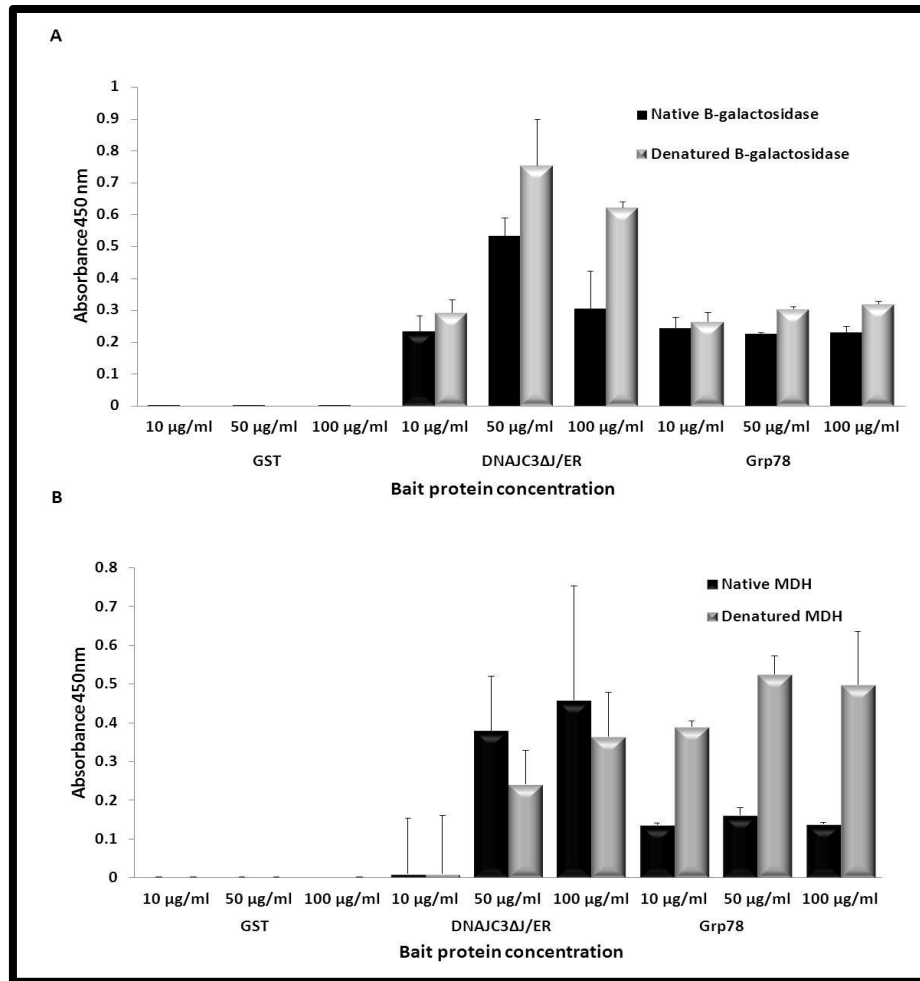 A
1
0.9
0.8
0.7
0.6
0.5
0.4
0.3
0.2
0.1
0
Absorbance 450 nm
Native B-galactosidase
Denatured B-galactosidase
10 µg/ml 50 µg/ml 100 µg/ml 10 µg/ml 50 µg/ml 100 µg/ml 10 µg/ml 50 µg/ml 100 µg/ml
GST DNAJC3ΔJ/ER Grp78
Bait protein concentration
B
0.8
0.7
0.6
0.5
0.4
0.3
0.2
0.1
0
Absorbance 450nm
Native MDH
Denatured MDH
10 µg/ml 50 µg/ml 100 µg/ml 10 µg/ml 50 µg/ml 100 µg/ml 10 µg/ml 50 µg/ml 100 µg/ml
GST DNAJC3ΔJ/ER Grp78
Bait protein concentration